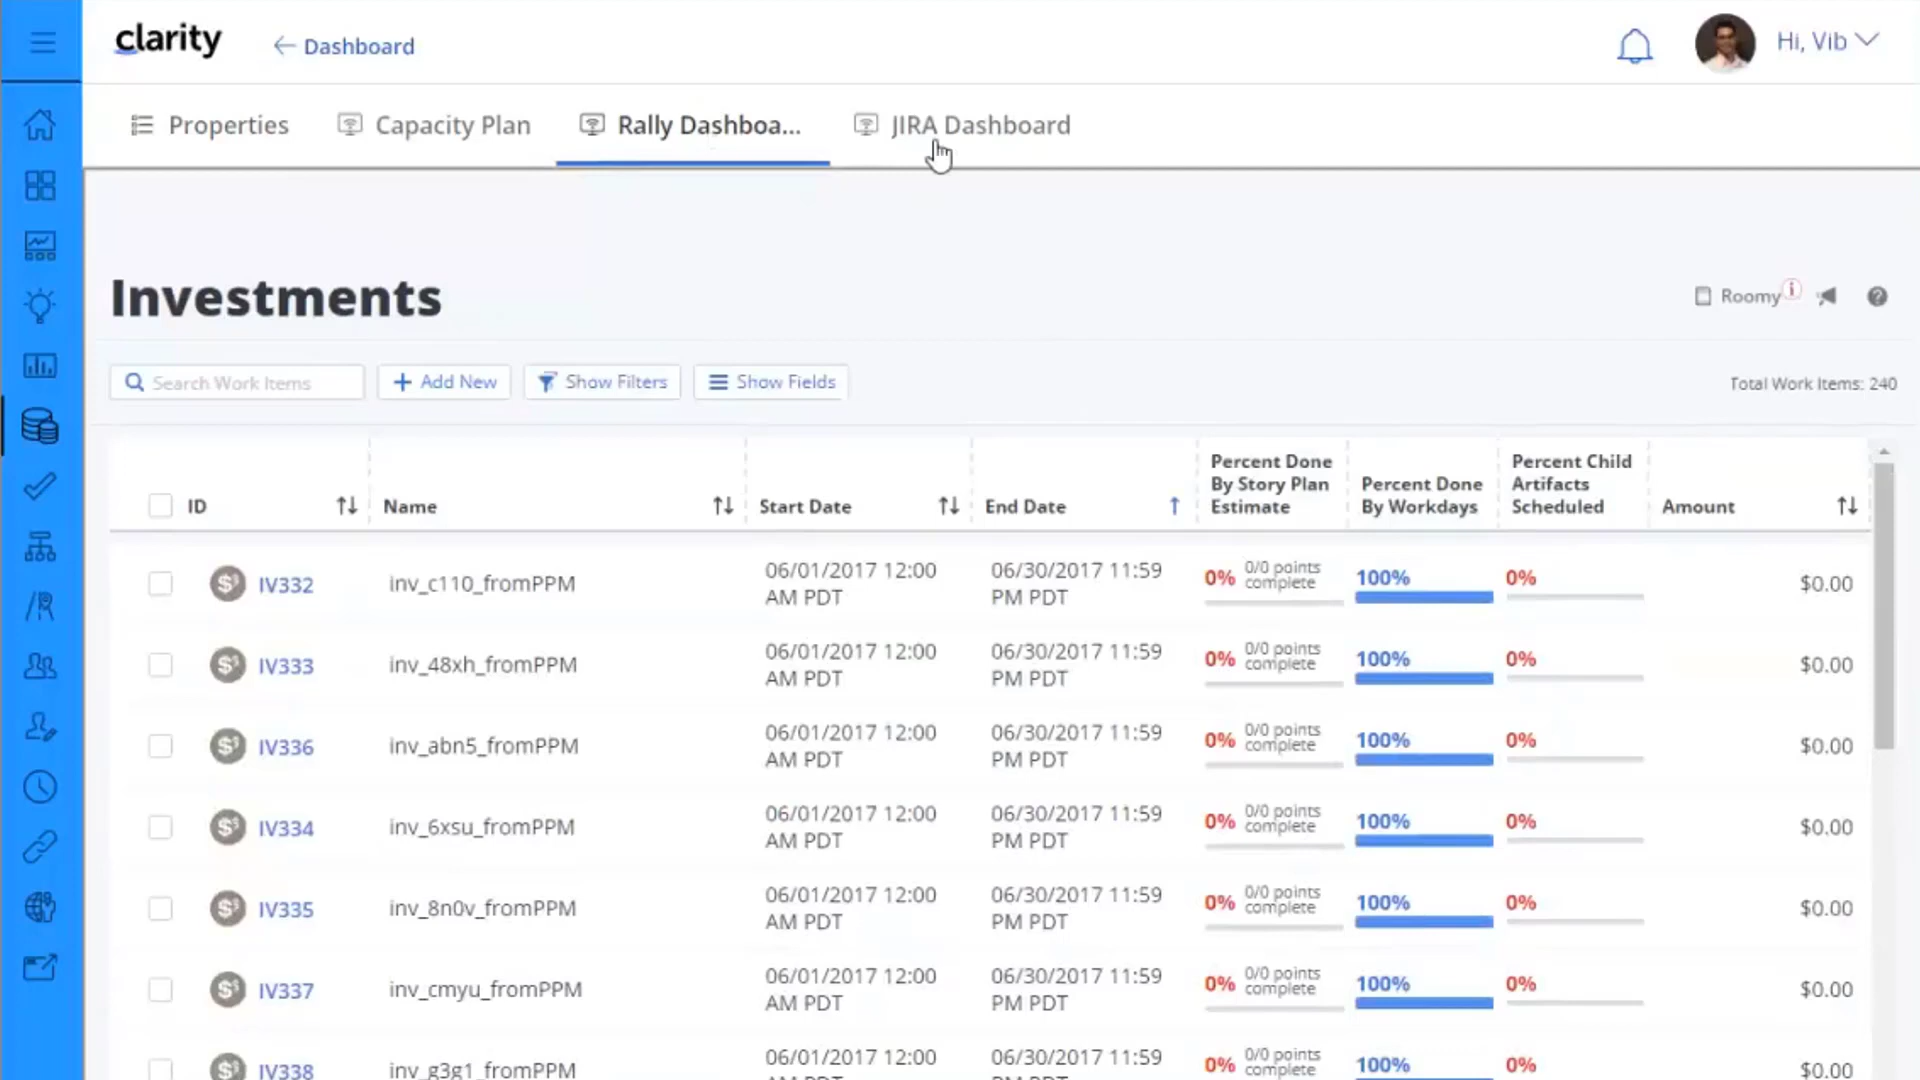 clarity
Dashboard
Hi, Vib
Properties
Capacity Plan
Rally Dashboa...
JIRA Dashboard
Investments
Roomy
Search Work Items
Add New
Show Filters
Show Fields
Total Work Items: 240
ID
Name
Start Date
End Date
Percent Done
By Story Plan
Estimate
Percent Done
By Workdays
Percent Child
Artifacts
Scheduled
Amount
IV332
inv_c110_fromPPM
06/01/2017 12:00
AM PDT
06/30/2017 11:59
PM PDT
0%
0/0 points
complete
100%
0%
$0.00
IV333
inv_48xh_fromPPM
06/01/2017 12:00
AM PDT
06/30/2017 11:59
PM PDT
0%
0/0 points
complete
100%
0%
$0.00
IV336
inv_abn5_fromPPM
06/01/2017 12:00
AM PDT
06/30/2017 11:59
PM PDT
0%
0/0 points
complete
100%
0%
$0.00
IV334
inv_6xsu_fromPPM
06/01/2017 12:00
AM PDT
06/30/2017 11:59
PM PDT
0%
0/0 points
complete
100%
0%
$0.00
IV335
inv_8n0v_fromPPM
06/01/2017 12:00
AM PDT
06/30/2017 11:59
PM PDT
0%
0/0 points
complete
100%
0%
$0.00
IV337
inv_cmyu_fromPPM
06/01/2017 12:00
AM PDT
06/30/2017 11:59
PM PDT
0%
0/0 points
complete
100%
0%
$0.00
IV338
inv_g3g1_fromPPM
06/01/2017 12:00
AM PDT
06/30/2017 11:59
PM PDT
0%
0/0 points
complete
100%
0%
$0.00